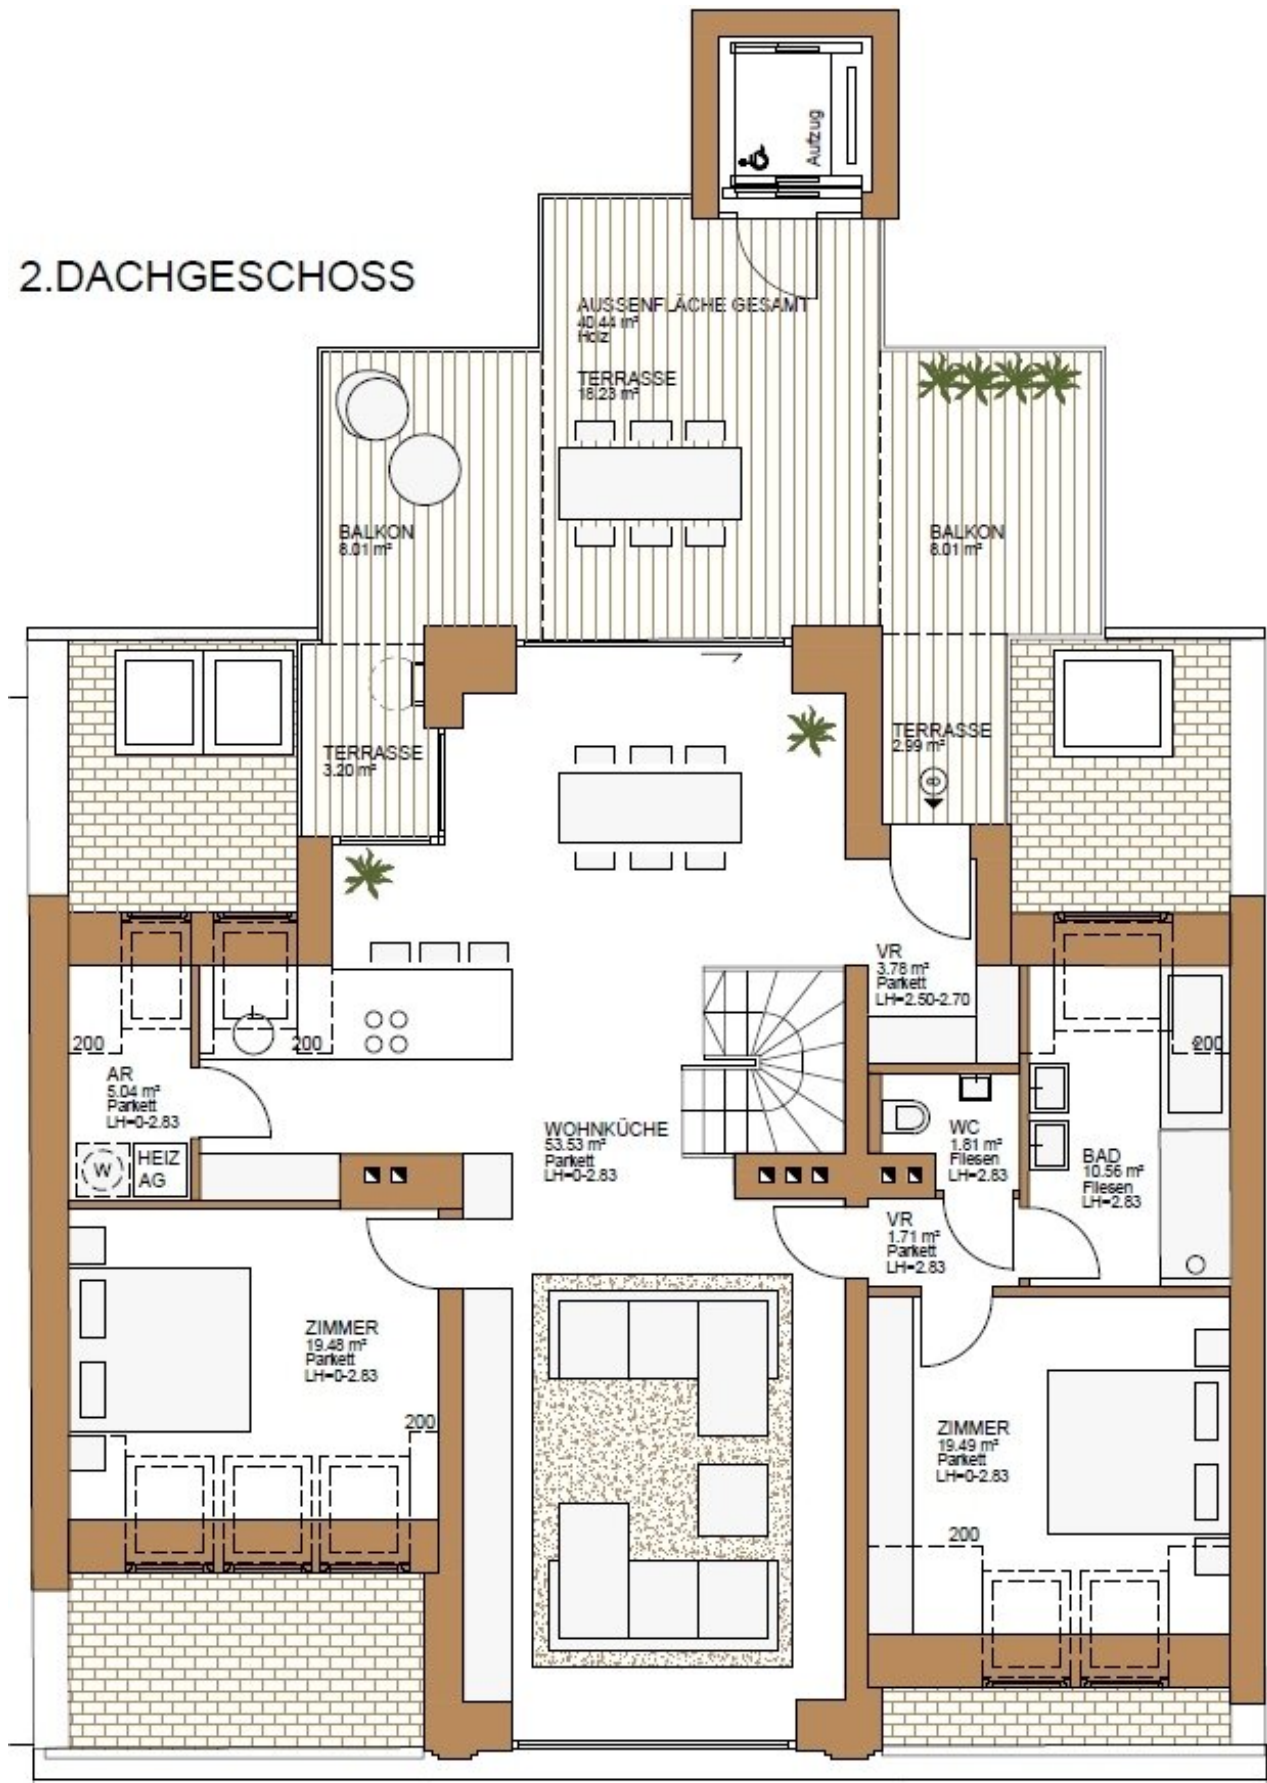 Aufzug
2.DACHGESCHOSS
AUSSENFLÄCHE GESAMT
40.44 m²
Holz
TERRASSE
18.23 m²
BALKON
8.01 m²
BALKON
8.01 m²
TERRASSE
3.20 m²
TERRASSE
2.99 m²
8
VR
3.78 m²
Parkett
LH=2.50-2.70
200
200
200
AR
5.04 m²
Parkett
LH=0-2.83
W
HEIZ
AG
WOHNKÜCHE
53.53 m²
Parkett
LH=0-2.83
WC
1.81 m²
Fliesen
LH=2.83
BAD
10.56 m²
Fliesen
LH=2.83
VR
1.71 m²
Parkett
LH=2.83
ZIMMER
19.48 m²
Parkett
LH=0-2.83
200
ZIMMER
19.49 m²
Parkett
LH=0-2.83
200